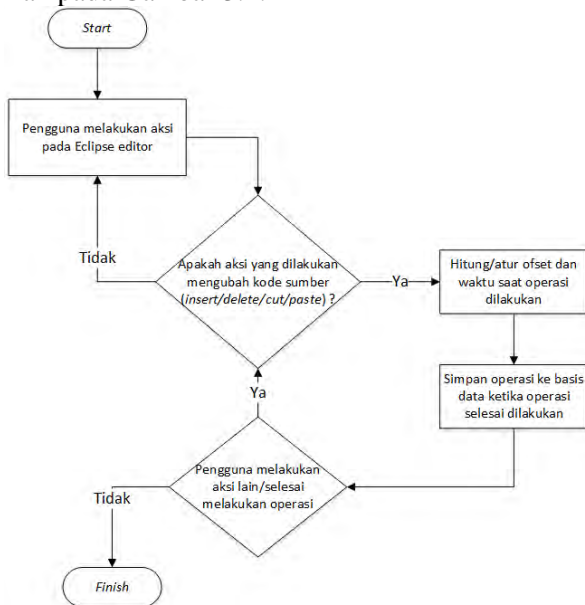 pada Gambar
Start
Pengguna melakukan aksi
pada Eclipse editor
Tidak
Apakah aksi yang dilakukan
mengubah kode sumber
(insert/delete/cut/paste) ?
Ya
Hitung/atur ofset dan
waktu saat operasi
dilakukan
Simpan operasi ke basis
data ketika operasi
selesai dilakukan
Ya
Pengguna melakukan
aksi lain/selesai
melakukan operasi
Tidak
Finish